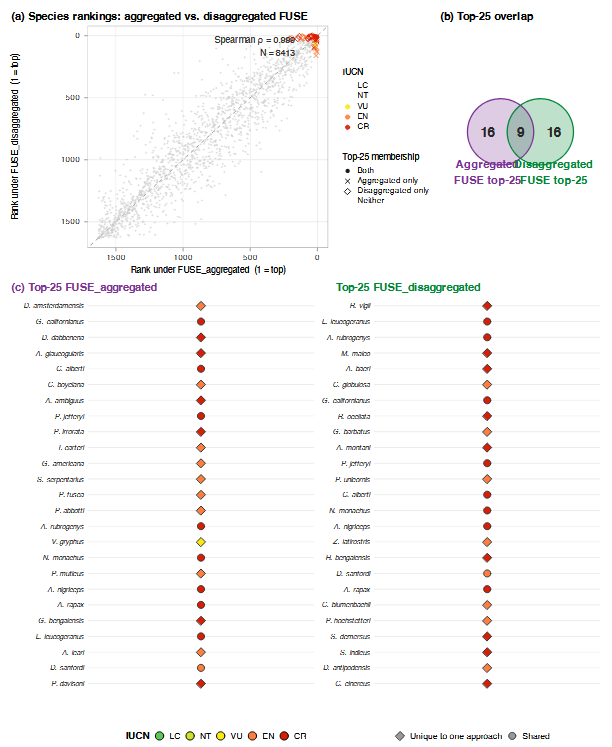 (a) Species rankings: aggregated vs. disaggregated FUSE
(b) Top-25 overlap
Spearman ρ = 0.898
N = 8413
Rank under FUSE_disaggregated (1 = top)
0
500
1000
1500
1500
1000
500
0
Rank under FUSE_aggregated (1 = top)
IUCN
LC
NT
VU
EN
CR
Top-25 membership
Both
Aggregated only
Disaggregated only
Neither
16
9
16
Aggregated
FUSE top-25
Disaggregated
FUSE top-25
(c) Top-25 FUSE_aggregated
D. amsterdamensis
G. californianus
D. dabbenena
A. glaucogularis
C. alberti
C. boyciana
A. ambiguus
P. jefferyi
P. irrorata
T. carteri
G. americana
S. serpentarius
P. fusca
P. abbotti
A. rubrogenys
V. gryphus
N. monachus
P. muticus
A. nigriceps
A. rapax
G. bengalensis
L. leucogeranus
A. leari
D. sanfordi
P. davisoni
Top-25 FUSE_disaggregated
R. vigil
L. leucogeranus
A. rubrogenys
M. maleo
A. baeri
C. globulosa
G. californianus
R. ocellata
G. barbatus
A. montani
P. jefferyi
P. unicornis
C. alberti
N. monachus
A. nigriceps
Z. latirostris
H. bengalensis
D. sanfordi
A. rapax
C. blumenbachii
P. hochstetteri
S. demersus
S. indicus
D. antipodensis
C. cinereus
IUCN LC NT VU EN CR
Unique to one approach Shared